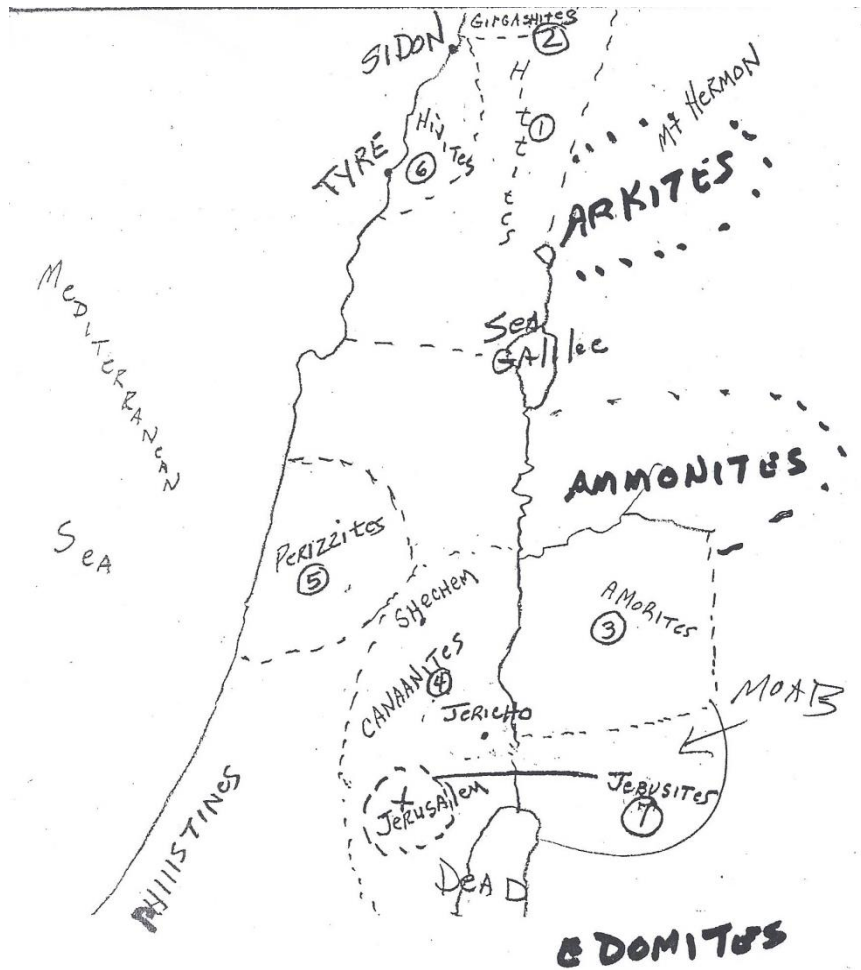 GIRGASHITES
2
SIDON
Hittites
1
Mt HERMON
HIVITES
6
TYRE
ARKITES
MEDITERRANEAN
SEA
SEA
GALILEE
AMMONITES
PERIZZITES
5
SHECHEM
AMORITES
3
CANAANITES
4
MOAB
JERICHO
JERUSALEM
JEBUSITES
7
PHIlISTINES
DEAD
EDOMITES